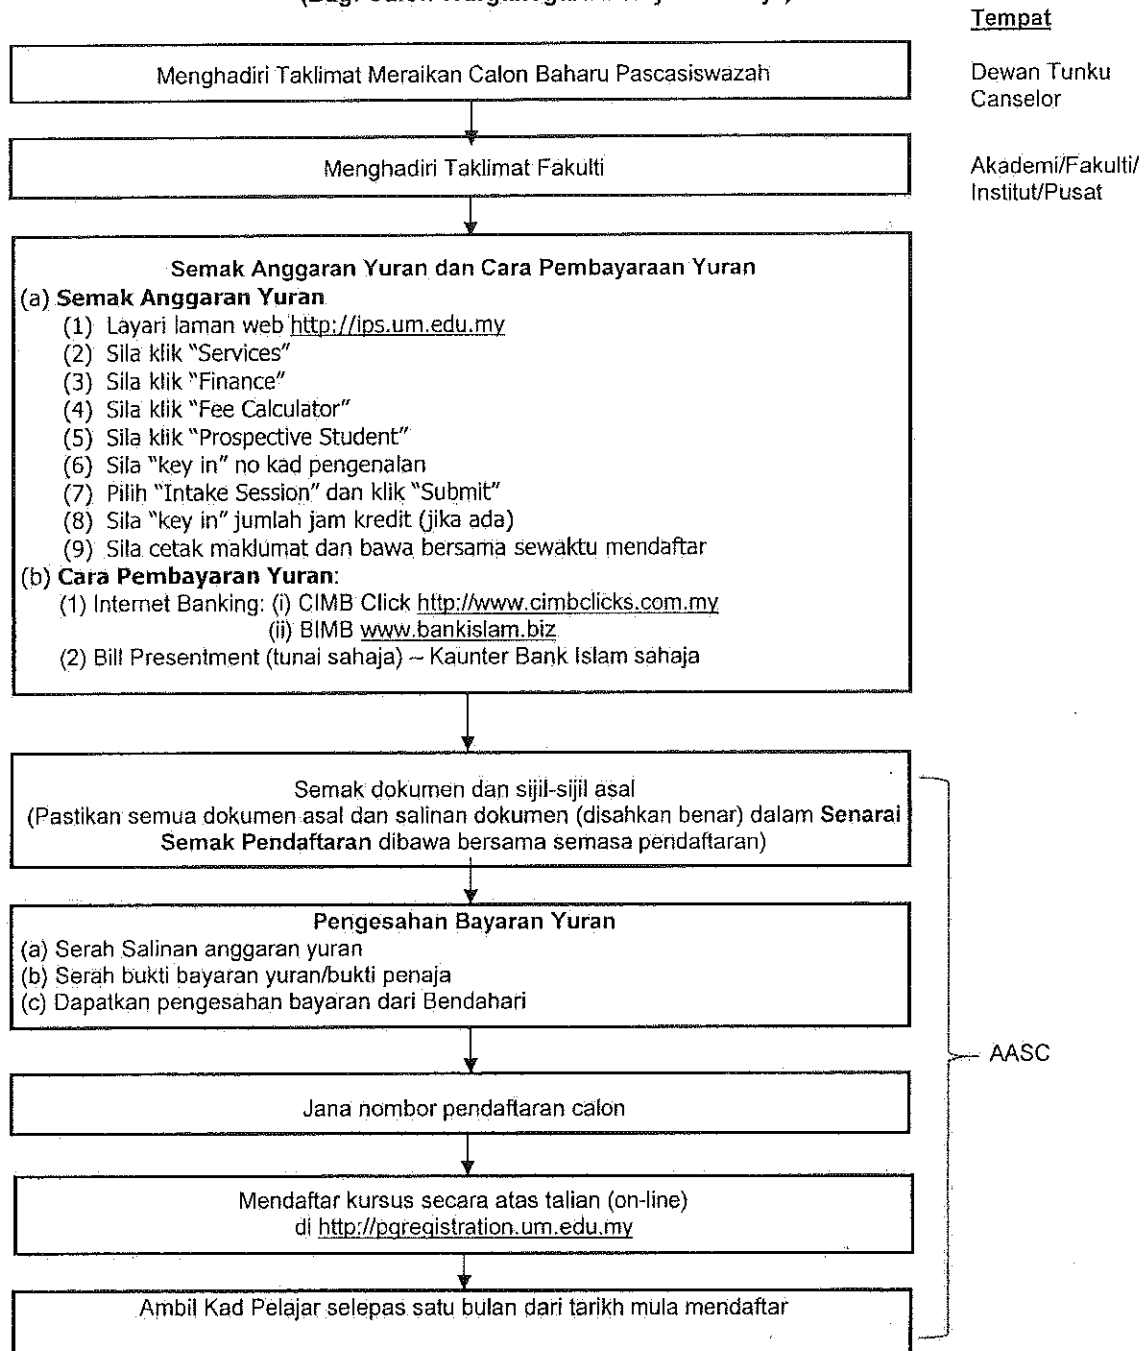 Tempat
Menghadiri Taklimat Meraikan Calon Baharu Pascasiswazah
Dewan Tunku
Canselor
Menghadiri Taklimat Fakulti
Akademi/Fakulti/
Institut/Pusat
Semak Anggaran Yuran dan Cara Pembayaraan Yuran
(a) Semak Anggaran Yuran
(1) Layari laman web http://ips.um.edu.my
(2) Sila klik "Services"
(3) Sila klik "Finance"
(4) Sila klik "Fee Calculator"
(5) Sila klik "Prospective Student"
(6) Sila "key in" no kad pengenalan
(7) Pilih "Intake Session" dan klik "Submit"
(8) Sila "key in" jumlah jam kredit (jika ada)
(9) Sila cetak maklumat dan bawa bersama sewaktu mendaftar
(b) Cara Pembayaran Yuran:
(1) Internet Banking: (i) CIMB Click http://www.cimbclicks.com.my
(ii) BIMB www.bankislam.biz
(2) Bill Presentment (tunai sahaja) – Kaunter Bank Islam sahaja
Semak dokumen dan sijil-sijil asal
(Pastikan semua dokumen asal dan salinan dokumen (disahkan benar) dalam Senarai
Semak Pendaftaran dibawa bersama semasa pendaftaran)
Pengesahan Bayaran Yuran
(a) Serah Salinan anggaran yuran
(b) Serah bukti bayaran yuran/bukti penaja
(c) Dapatkan pengesahan bayaran dari Bendahari
AASC
Jana nombor pendaftaran calon
Mendaftar kursus secara atas talian (on-line)
di http://pgregistration.um.edu.my
Ambil Kad Pelajar selepas satu bulan dari tarikh mula mendaftar